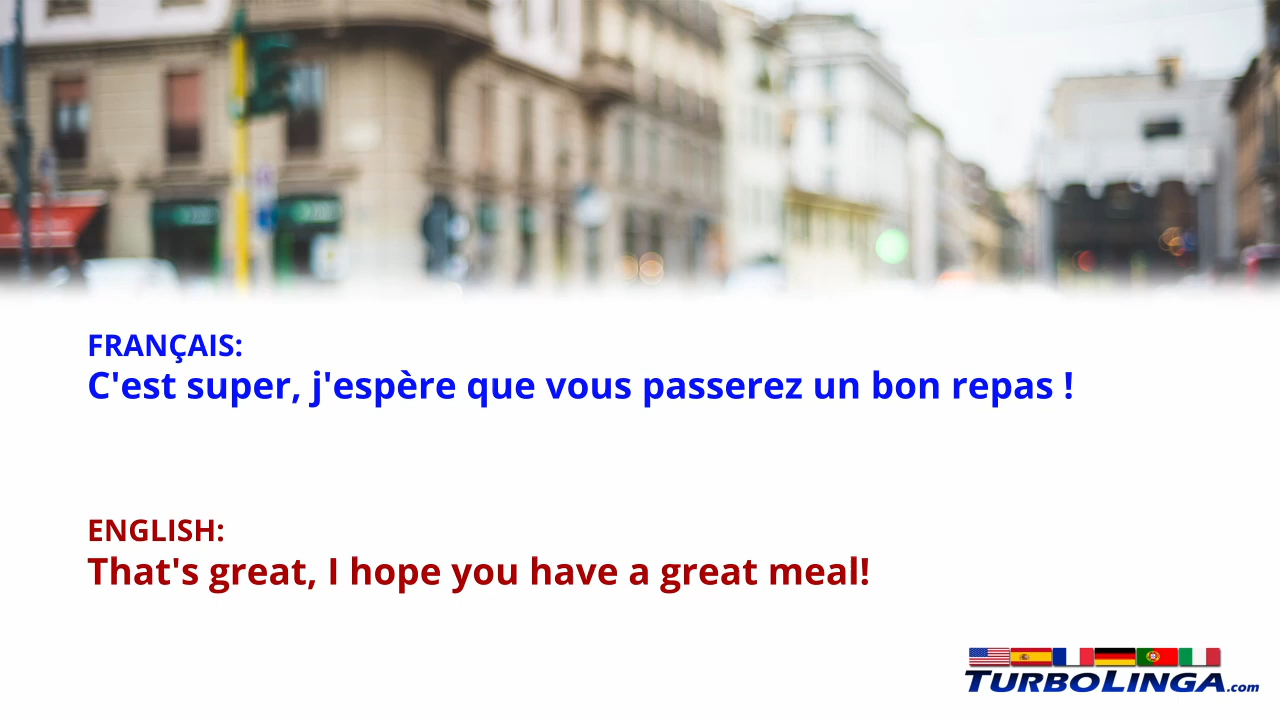 FRANÇAIS:
C'est super, j'espère que vous passerez un bon repas !
ENGLISH:
That's great, I hope you have a great meal!
TURBOLINGA.com